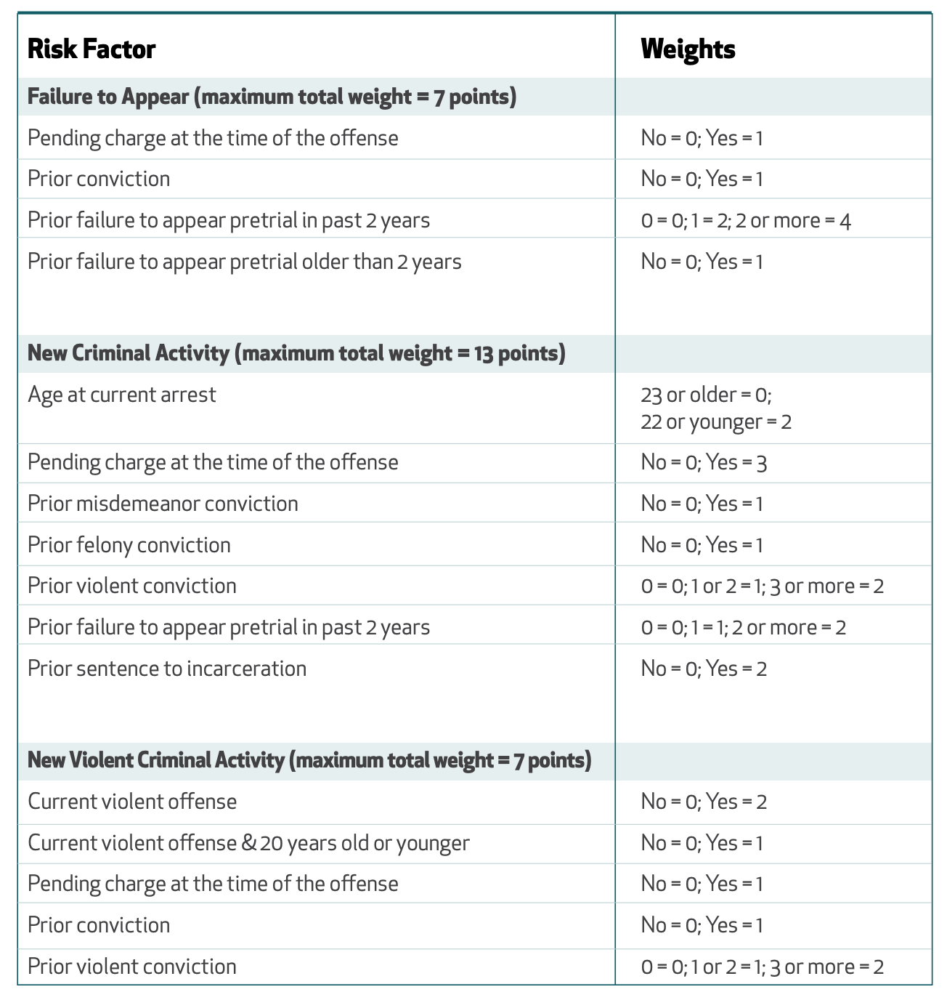 Risk Factor Weights
Failure to Appear (maximum total weight = 7 points)
Pending charge at the time of the offense No = 0; Yes = 1
Prior conviction No = 0; Yes = 1
Prior failure to appear pretrial in past 2 years 0 = 0; 1 = 2; 2 or more = 4
Prior failure to appear pretrial older than 2 years No = 0; Yes = 1
New Criminal Activity (maximum total weight = 13 points)
Age at current arrest 23 or older = 0;
22 or younger = 2
Pending charge at the time of the offense No = 0; Yes = 3
Prior misdemeanor conviction No = 0; Yes = 1
Prior felony conviction No = 0; Yes = 1
Prior violent conviction 0 = 0; 1 or 2 = 1; 3 or more = 2
Prior failure to appear pretrial in past 2 years 0 = 0; 1 = 1; 2 or more = 2
Prior sentence to incarceration No = 0; Yes = 2
New Violent Criminal Activity (maximum total weight = 7 points)
Current violent offense No = 0; Yes = 2
Current violent offense & 20 years old or younger No = 0; Yes = 1
Pending charge at the time of the offense No = 0; Yes = 1
Prior conviction No = 0; Yes = 1
Prior violent conviction 0 = 0; 1 or 2 = 1; 3 or more = 2